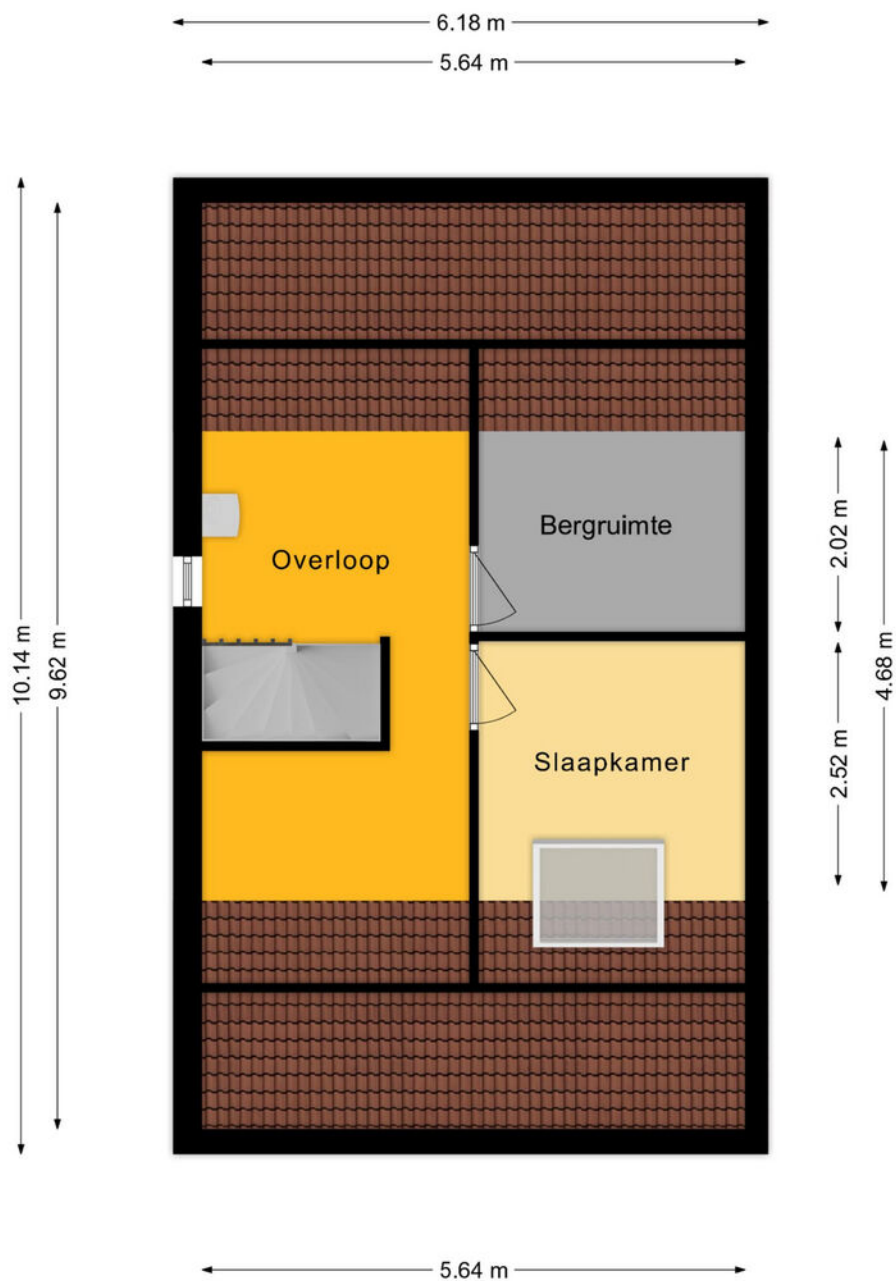 6.18 m
5.64 m
10.14 m
9.62 m
Overloop
Bergruimte
Slaapkamer
2.02 m
2.52 m
4.68 m
5.64 m